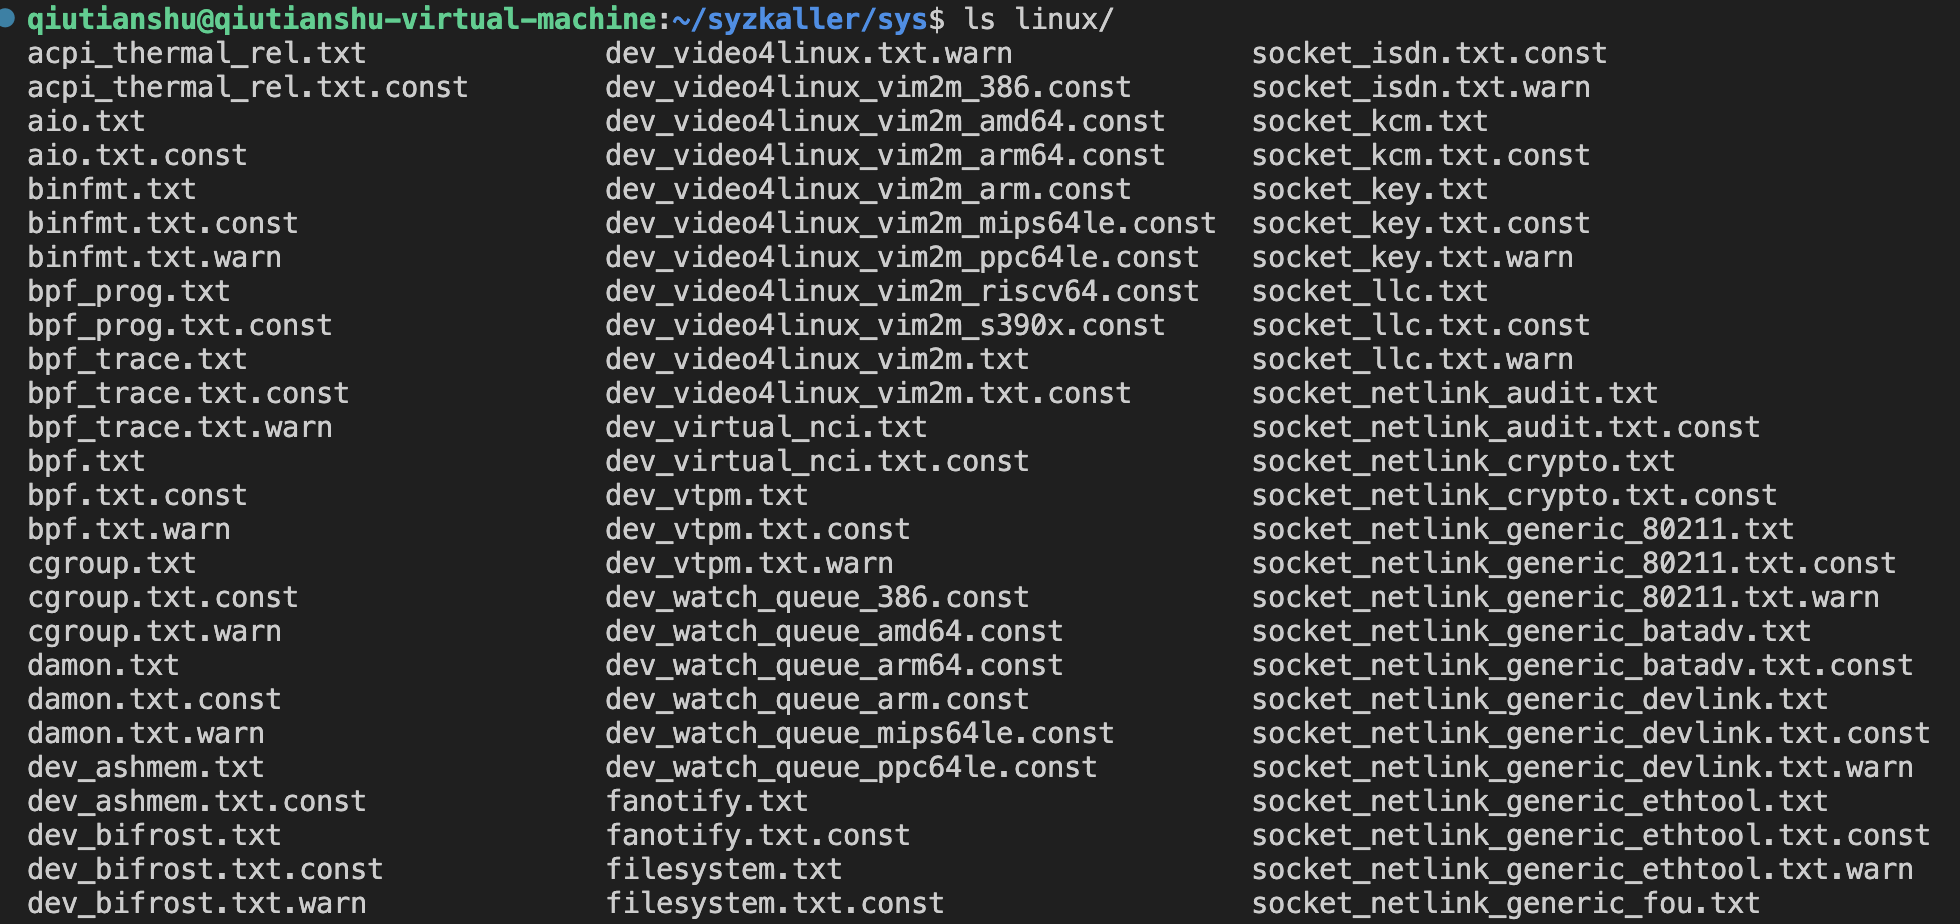 qiutianshu@qiutianshu-virtual-machine:~/syzkaller/sys$ ls linux/
acpi_thermal_rel.txt dev_video4linux.txt.warn socket_isdn.txt.const
acpi_thermal_rel.txt.const dev_video4linux_vim2m_386.const socket_isdn.txt.warn
aio.txt dev_video4linux_vim2m_amd64.const socket_kcm.txt
aio.txt.const dev_video4linux_vim2m_arm64.const socket_kcm.txt.const
binfmt.txt dev_video4linux_vim2m_arm.const socket_key.txt
binfmt.txt.const dev_video4linux_vim2m_mips64le.const socket_key.txt.const
binfmt.txt.warn dev_video4linux_vim2m_ppc64le.const socket_key.txt.warn
bpf_prog.txt dev_video4linux_vim2m_riscv64.const socket_llc.txt
bpf_prog.txt.const dev_video4linux_vim2m_s390x.const socket_llc.txt.const
bpf_trace.txt dev_video4linux_vim2m.txt socket_llc.txt.warn
bpf_trace.txt.const dev_video4linux_vim2m.txt.const socket_netlink_audit.txt
bpf_trace.txt.warn dev_virtual_nci.txt socket_netlink_audit.txt.const
bpf.txt dev_virtual_nci.txt.const socket_netlink_crypto.txt
bpf.txt.const dev_vtpm.txt socket_netlink_crypto.txt.const
bpf.txt.warn dev_vtpm.txt.const socket_netlink_generic_80211.txt
cgroup.txt dev_vtpm.txt.warn socket_netlink_generic_80211.txt.const
cgroup.txt.const dev_watch_queue_386.const socket_netlink_generic_80211.txt.warn
cgroup.txt.warn dev_watch_queue_amd64.const socket_netlink_generic_batadv.txt
damon.txt dev_watch_queue_arm64.const socket_netlink_generic_batadv.txt.const
damon.txt.const dev_watch_queue_arm.const socket_netlink_generic_devlink.txt
damon.txt.warn dev_watch_queue_mips64le.const socket_netlink_generic_devlink.txt.const
dev_ashmem.txt dev_watch_queue_ppc64le.const socket_netlink_generic_devlink.txt.warn
dev_ashmem.txt.const fanotify.txt socket_netlink_generic_ethtool.txt
dev_bifrost.txt fanotify.txt.const socket_netlink_generic_ethtool.txt.const
dev_bifrost.txt.const filesystem.txt socket_netlink_generic_ethtool.txt.warn
dev_bifrost.txt.warn filesystem.txt.const socket_netlink_generic_fou.txt